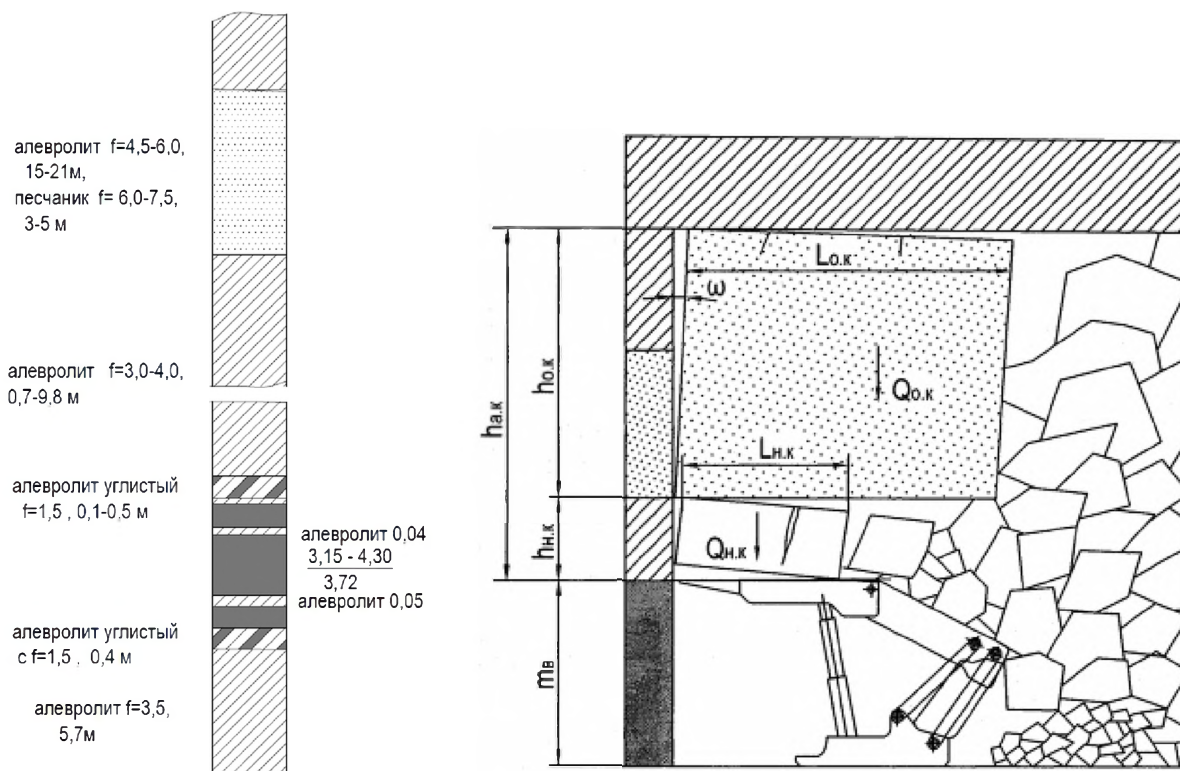 алевролит f=4,5-6,0,
15-21м,
песчаник f= 6,0-7,5,
3-5 м
алевролит f=3,0-4,0,
0,7-9,8 м
алевролит углистый
f=1,5 , 0,1-0,5 м
алевролит 0,04
3,15 - 4,30
3,72
алевролит 0,05
алевролит углистый
с f=1,5 , 0,4 м
алевролит f=3,5,
5,7м
Lо.к
ω
hо.к
hа.к
Qо.к
Lн.к
hн.к
Qн.к
mв